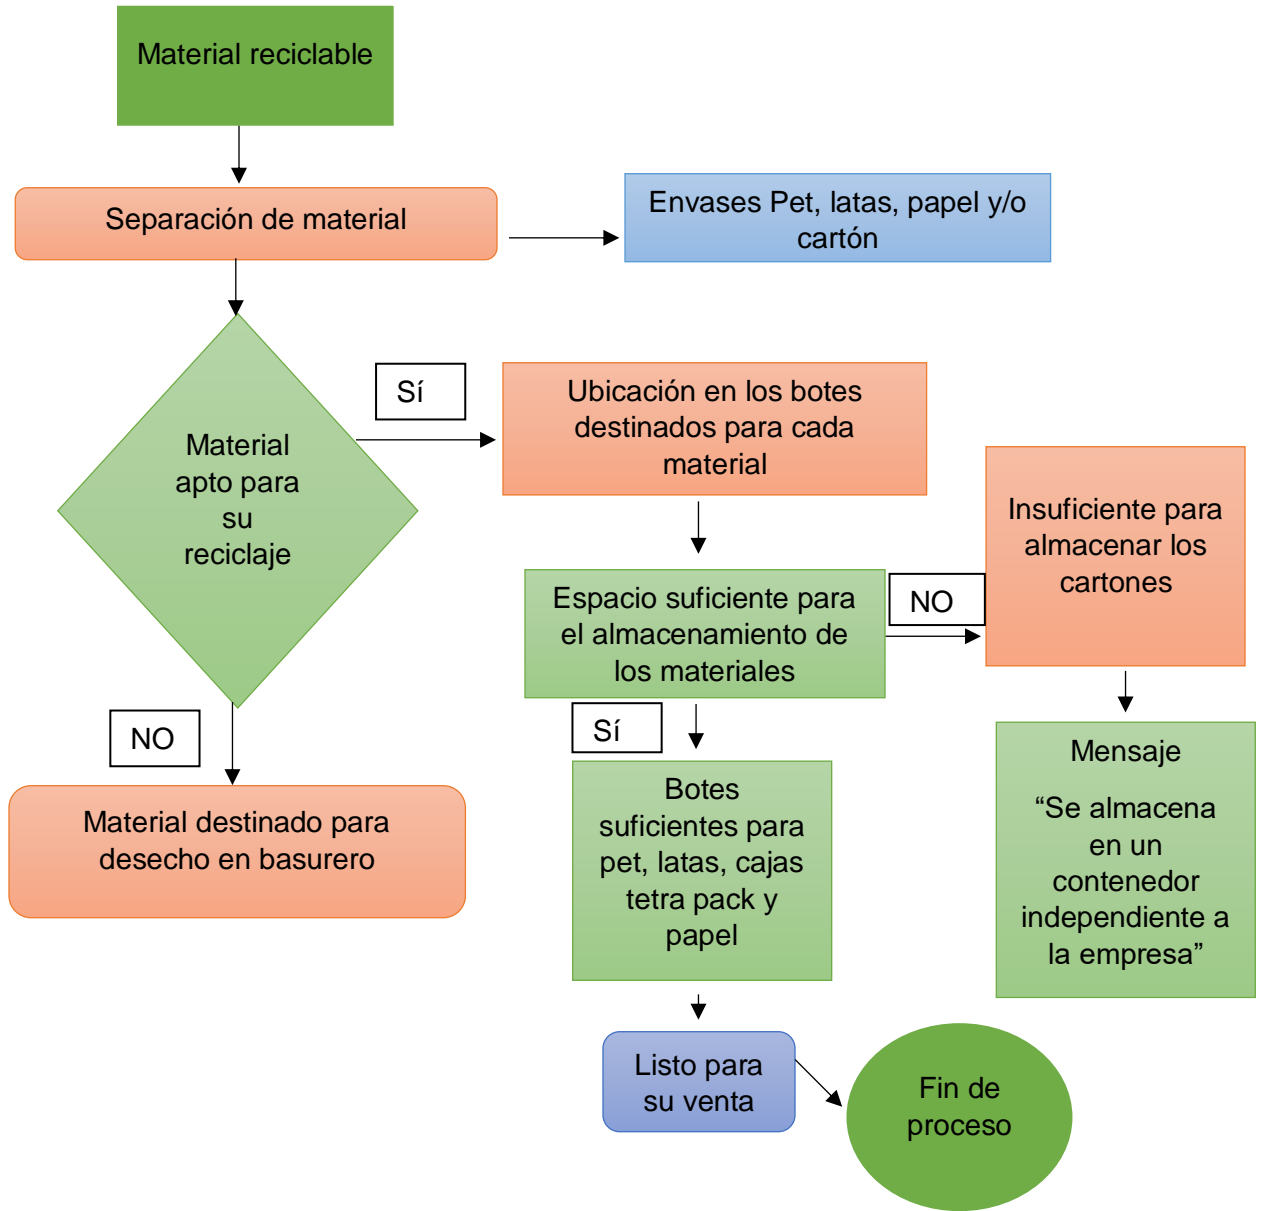 Material reciclable
Separación de material
Envases Pet, latas, papel y/o
cartón
Sí
Ubicación en los botes
destinados para cada
material
Material
apto para
su
reciclaje
Insuficiente para
almacenar los
cartones
Espacio suficiente para
el almacenamiento de
los materiales
NO
Sí
NO
Mensaje
“Se almacena
en un
contenedor
independiente a
la empresa”
Botes
suficientes para
pet, latas, cajas
tetra pack y
papel
Material destinado para
desecho en basurero
Listo para
su venta
Fin de
proceso